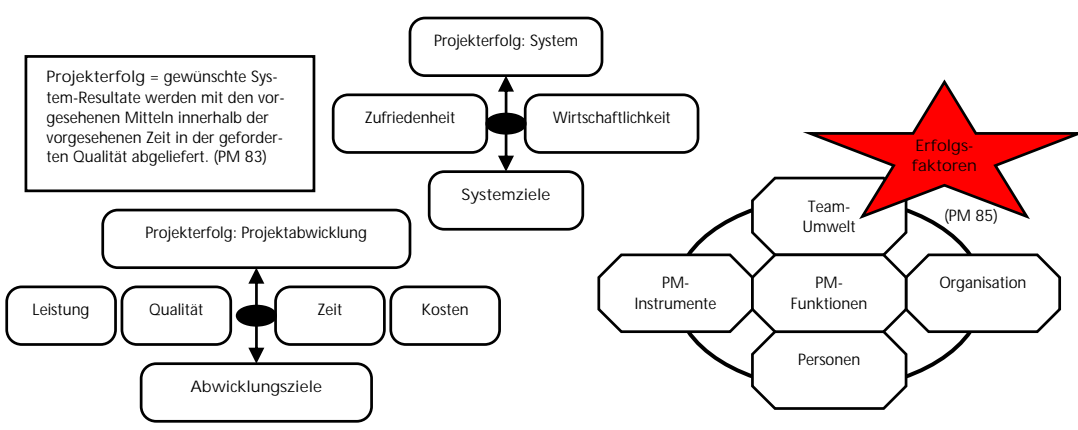 Projekterfolg: System
Zufriedenheit
Wirtschaftlichkeit
Systemziele
Projekterfolg = gewünschte Sys-
tem-Resultate werden mit den vor-
gesehenen Mitteln innerhalb der
vorgesehenen Zeit in der geforder-
ten Qualität abgeliefert. (PM 83)
Projekterfolg: Projektabwicklung
Leistung
Qualität
Zeit
Kosten
Abwicklungsziele
Erfolgs-
faktoren
(PM 85)
Team-
Umwelt
PM-
Instrumente
PM-
Funktionen
Organisation
Personen